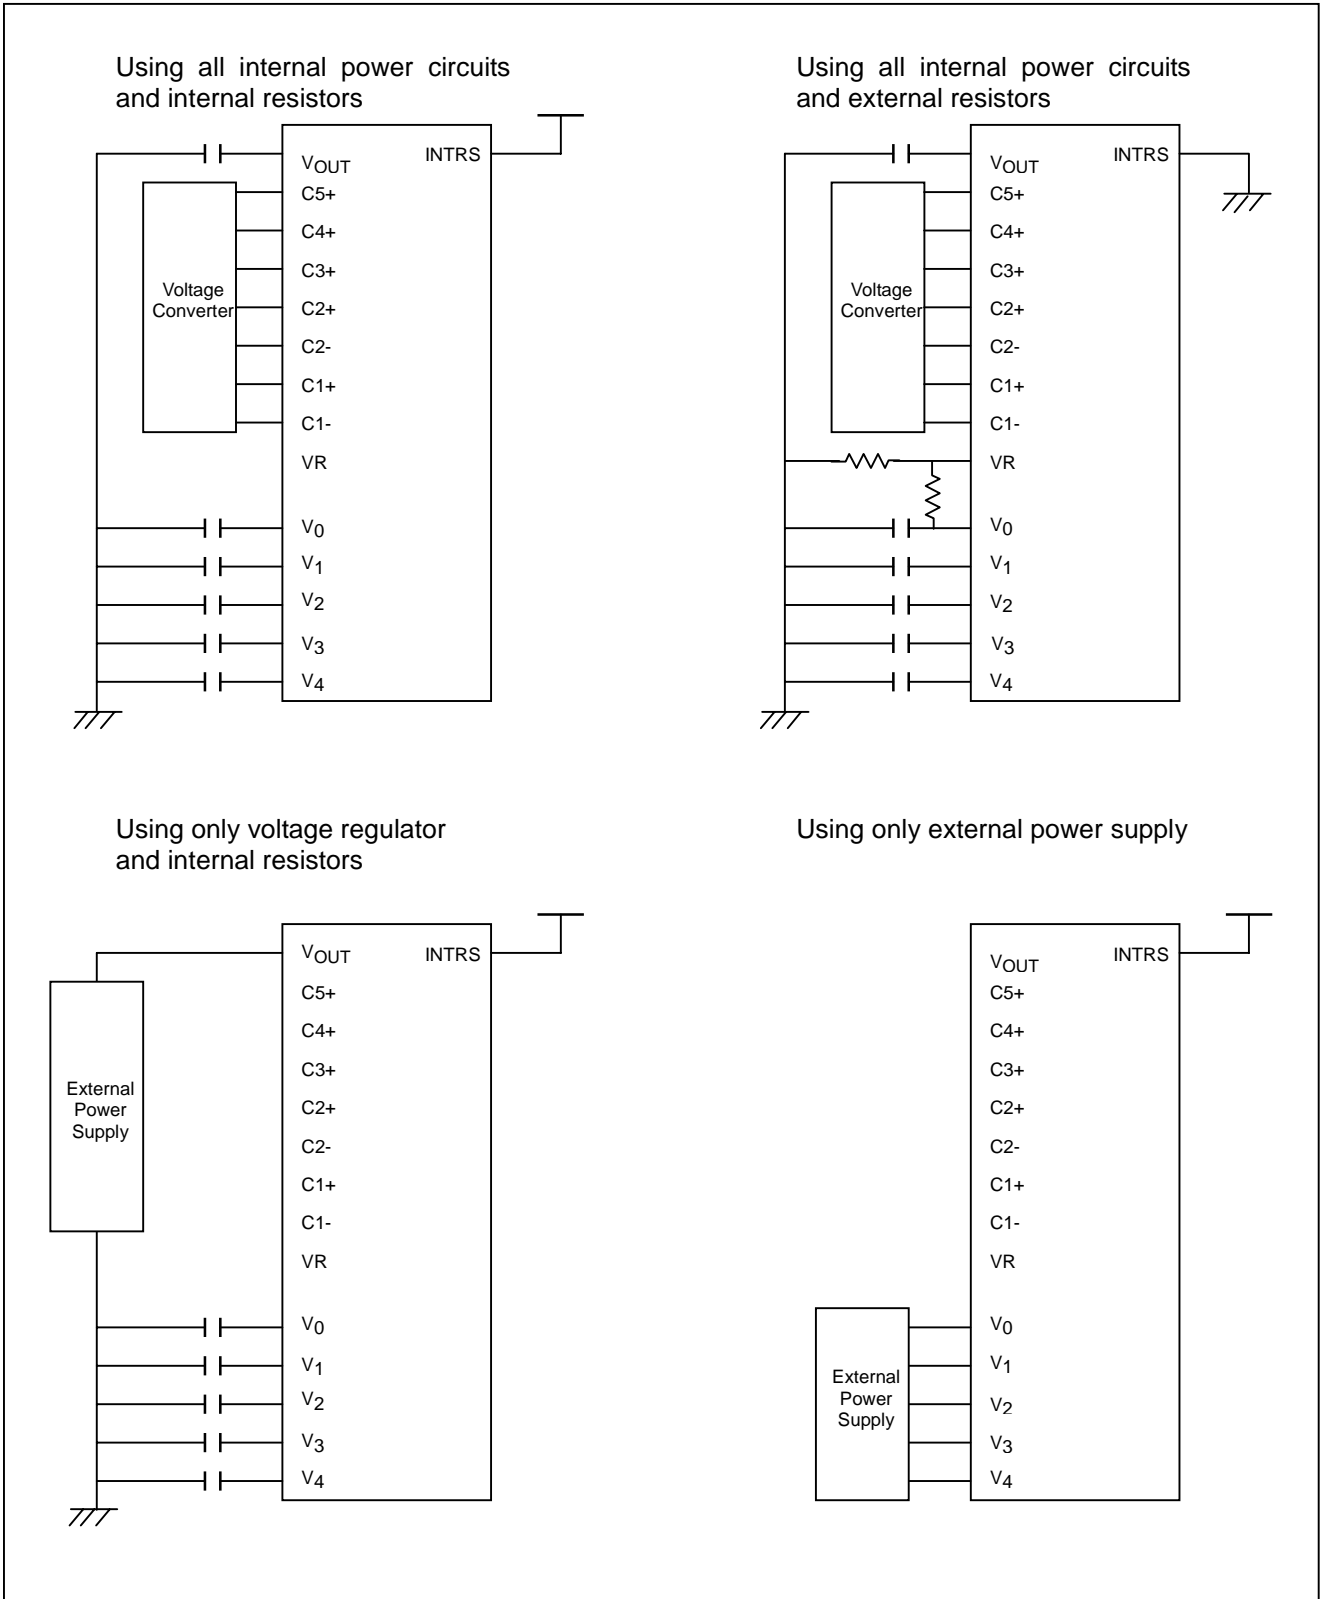 Using all internal power circuits
and internal resistors
VOUT
INTRS
C5+
C4+
C3+
C2+
C2-
C1+
C1-
VR
V0
V1
V2
V3
V4
Voltage
Converter
Using all internal power circuits
and external resistors
VOUT
INTRS
C5+
C4+
C3+
C2+
C2-
C1+
C1-
VR
V0
V1
V2
V3
V4
Voltage
Converter
Using only voltage regulator
and internal resistors
VOUT
INTRS
C5+
C4+
C3+
C2+
C2-
C1+
C1-
VR
V0
V1
V2
V3
V4
External
Power
Supply
Using only external power supply
VOUT
INTRS
C5+
C4+
C3+
C2+
C2-
C1+
C1-
VR
V0
V1
V2
V3
V4
External
Power
Supply